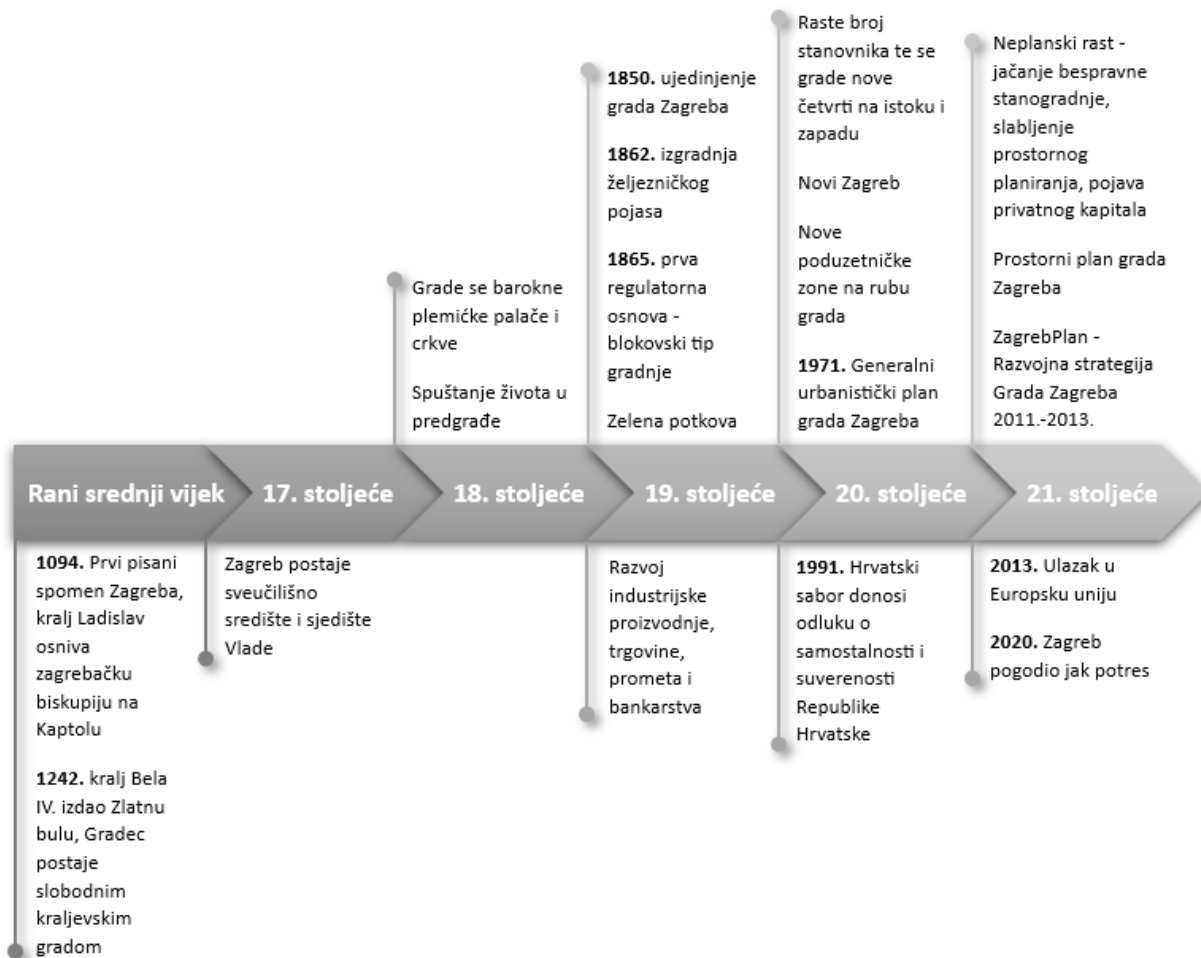 Grade se barokne
plemićke palače i
crkve
Spuštanje života u
predgrađe
1850. ujedinjenje
grada Zagreba
1862. izgradnja
željezničkog
pojasa
1865. prva
regulatorna
osnova -
blokovski tip
gradnje
Zelena potkova
Raste broj
stanovnika te se
grade nove
četvrti na istoku i
zapadu
Novi Zagreb
Nove
poduzetničke
zone na rubu
grada
1971. Generalni
urbanistički plan
grada Zagreba
Neplanski rast -
jačanje bespravne
stanogradnje,
slabljenje
prostornog
planiranja, pojava
privatnog kapitala
Prostorni plan grada
Zagreba
ZagrebPlan -
Razvojna strategija
Grada Zagreba
2011.-2013.
Rani srednji vijek
17. stoljeće
18. stoljeće
19. stoljeće
20. stoljeće
21. stoljeće
1094. Prvi pisani
spomen Zagreba,
kralj Ladislav
osniva
zagrebačku
biskupiju na
Kaptolu
1242. kralj Bela
IV. izdao Zlatnu
bulu, Gradec
postaje
slobodnim
kraljevskim
gradom
Zagreb postaje
sveučilišno
središte i sjedište
Vlade
Razvoj
industrijske
proizvodnje,
trgovine,
prometa i
bankarstva
1991. Hrvatski
sabor donosi
odluku o
samostalnosti i
suverenosti
Republike
Hrvatske
2013. Ulazak u
Europsku uniju
2020. Zagreb
pogodio jak potres